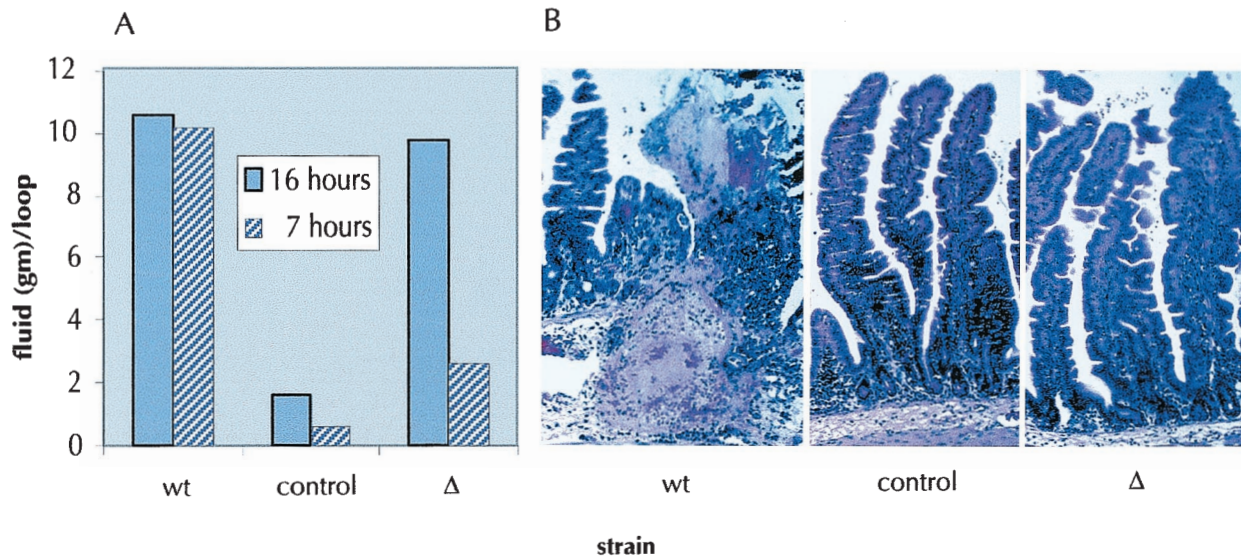 A
B
fluid (gm)/loop
12
10
8
6
4
2
0
16 hours
7 hours
wt
control
Δ
wt
control
Δ
strain